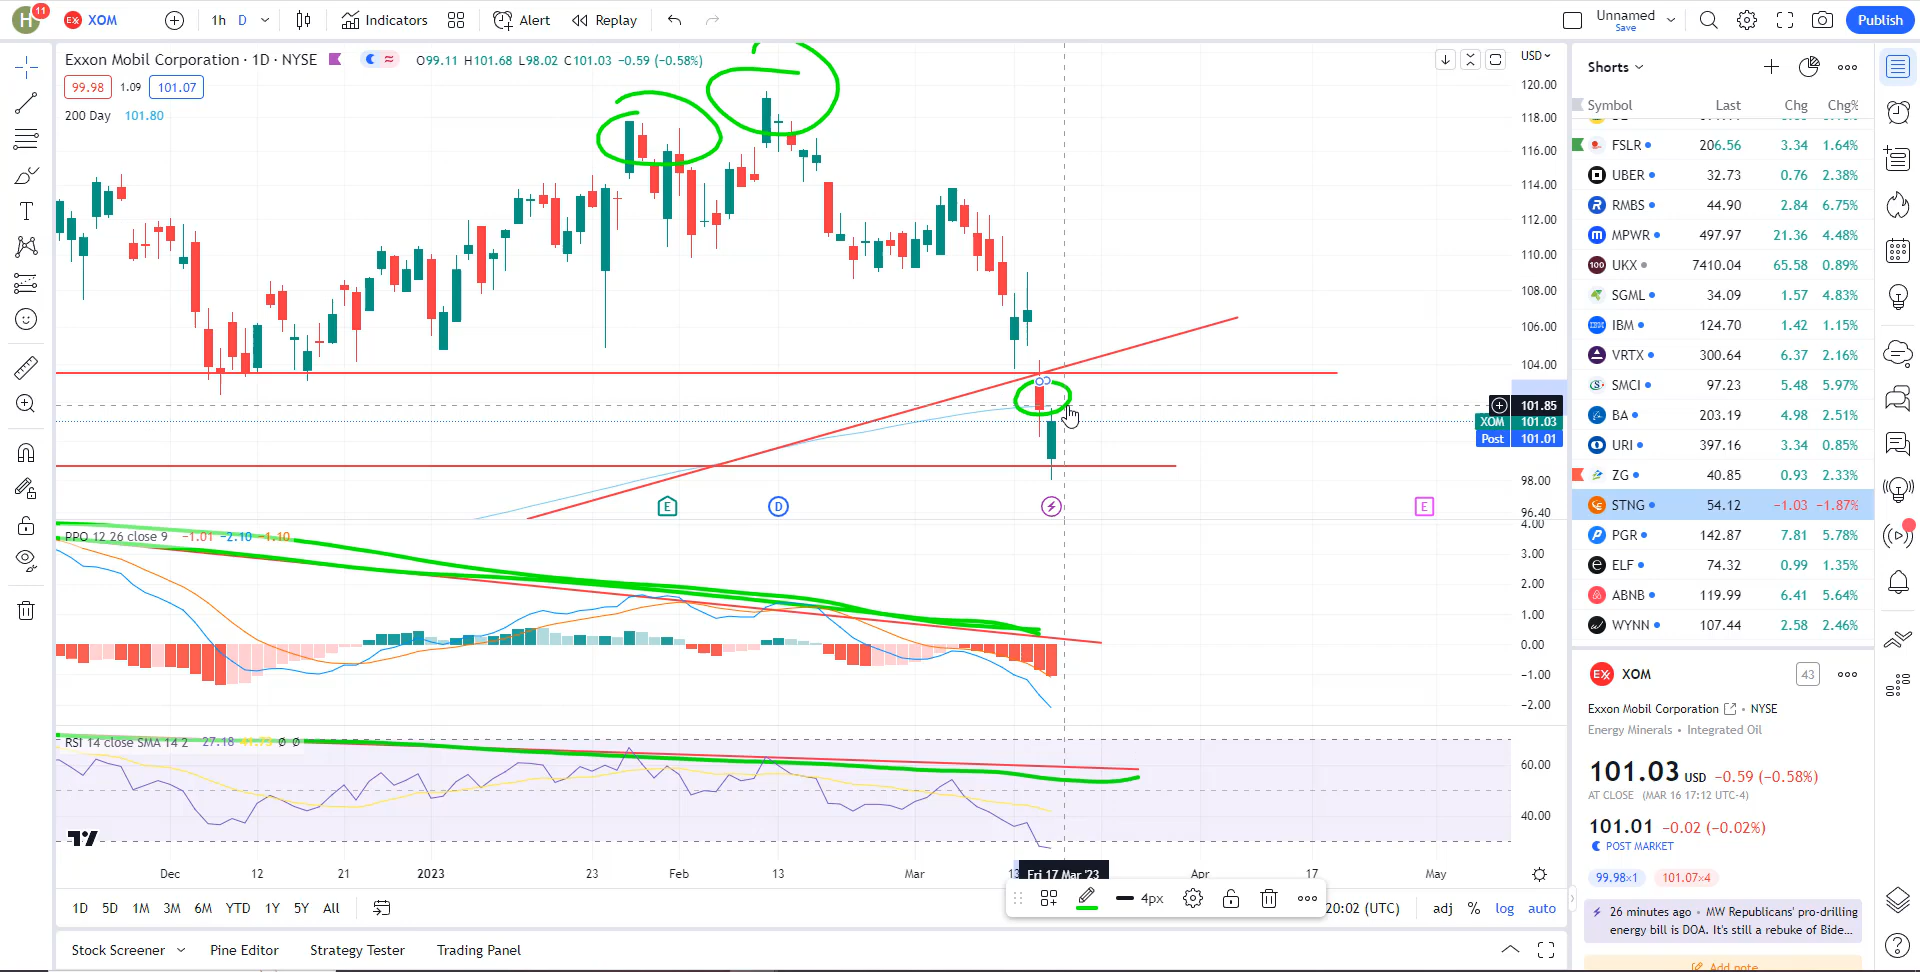 H 11 XOM 1h D Indicators Alert Replay Unnamed Save Publish
Exxon Mobil Corporation · 1D · NYSE O99.11 H101.68 L98.02 C101.03 −0.59 (−0.58%)
99.98 1.09 101.07
200 Day 101.80
USD
120.00
118.00
116.00
114.00
112.00
110.00
108.00
106.00
104.00
101.85
XOM 101.03
Post 101.01
98.00
96.40
E D E
PPO 12 26 close 9 −1.01 −2.10 −1.10
4.00
3.00
2.00
1.00
0.00
−1.00
−2.00
RSI 14 close SMA 14 2 27.18 Ø Ø
60.00
40.00
Dec 12 21 2023 23 Feb 13 Mar 13 Fri 17 Mar '23 Apr 17 May
4px
1D 5D 1M 3M 6M YTD 1Y 5Y All 20:02 (UTC) adj % log auto
Stock Screener Pine Editor Strategy Tester Trading Panel
Shorts
Symbol Last Chg Chg%
FSLR 206.56 3.34 1.64%
UBER 32.73 0.76 2.38%
RMBS 44.90 2.84 6.75%
MPWR 497.97 21.36 4.48%
UKX 7410.04 65.58 0.89%
SGML 34.09 1.57 4.83%
IBM 124.70 1.42 1.15%
VRTX 300.64 6.37 2.16%
SMCI 97.23 5.48 5.97%
BA 203.19 4.98 2.51%
URI 397.16 3.34 0.85%
ZG 40.85 0.93 2.33%
STNG 54.12 −1.03 −1.87%
PGR 142.87 7.81 5.78%
ELF 74.32 0.99 1.35%
ABNB 119.99 6.41 5.64%
WYNN 107.44 2.58 2.46%
XOM 43
Exxon Mobil Corporation • NYSE
Energy Minerals • Integrated Oil
101.03 USD −0.59 (−0.58%)
AT CLOSE (MAR 16 17:12 UTC-4)
101.01 −0.02 (−0.02%)
POST MARKET
99.98×1 101.07×4
26 minutes ago • MW Republicans' pro-drilling
energy bill is DOA. It's still a rebuke of Bide...
Add note